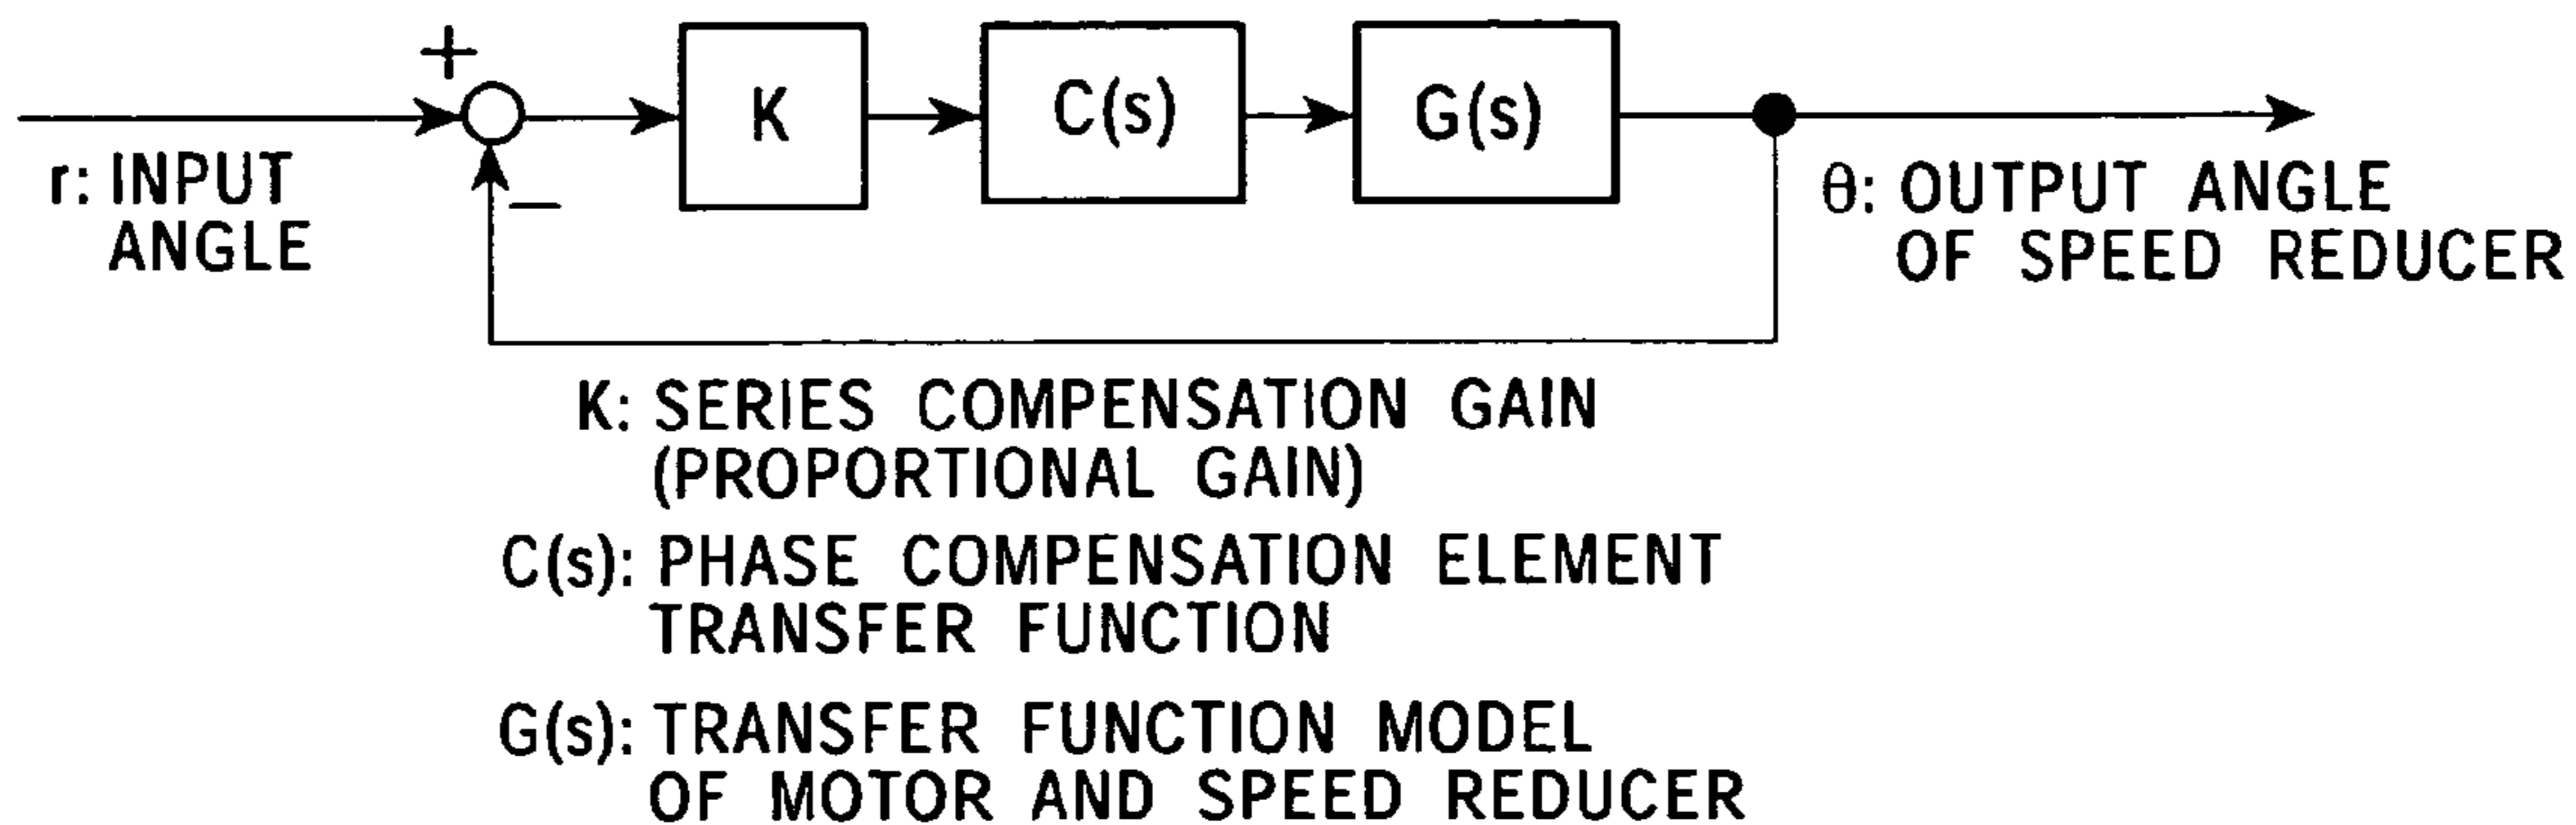 +
K
C(s)
G(s)
−
r: INPUT
ANGLE
θ: OUTPUT ANGLE
OF SPEED REDUCER
K: SERIES COMPENSATION GAIN
(PROPORTIONAL GAIN)
C(s): PHASE COMPENSATION ELEMENT
TRANSFER FUNCTION
G(s): TRANSFER FUNCTION MODEL
OF MOTOR AND SPEED REDUCER